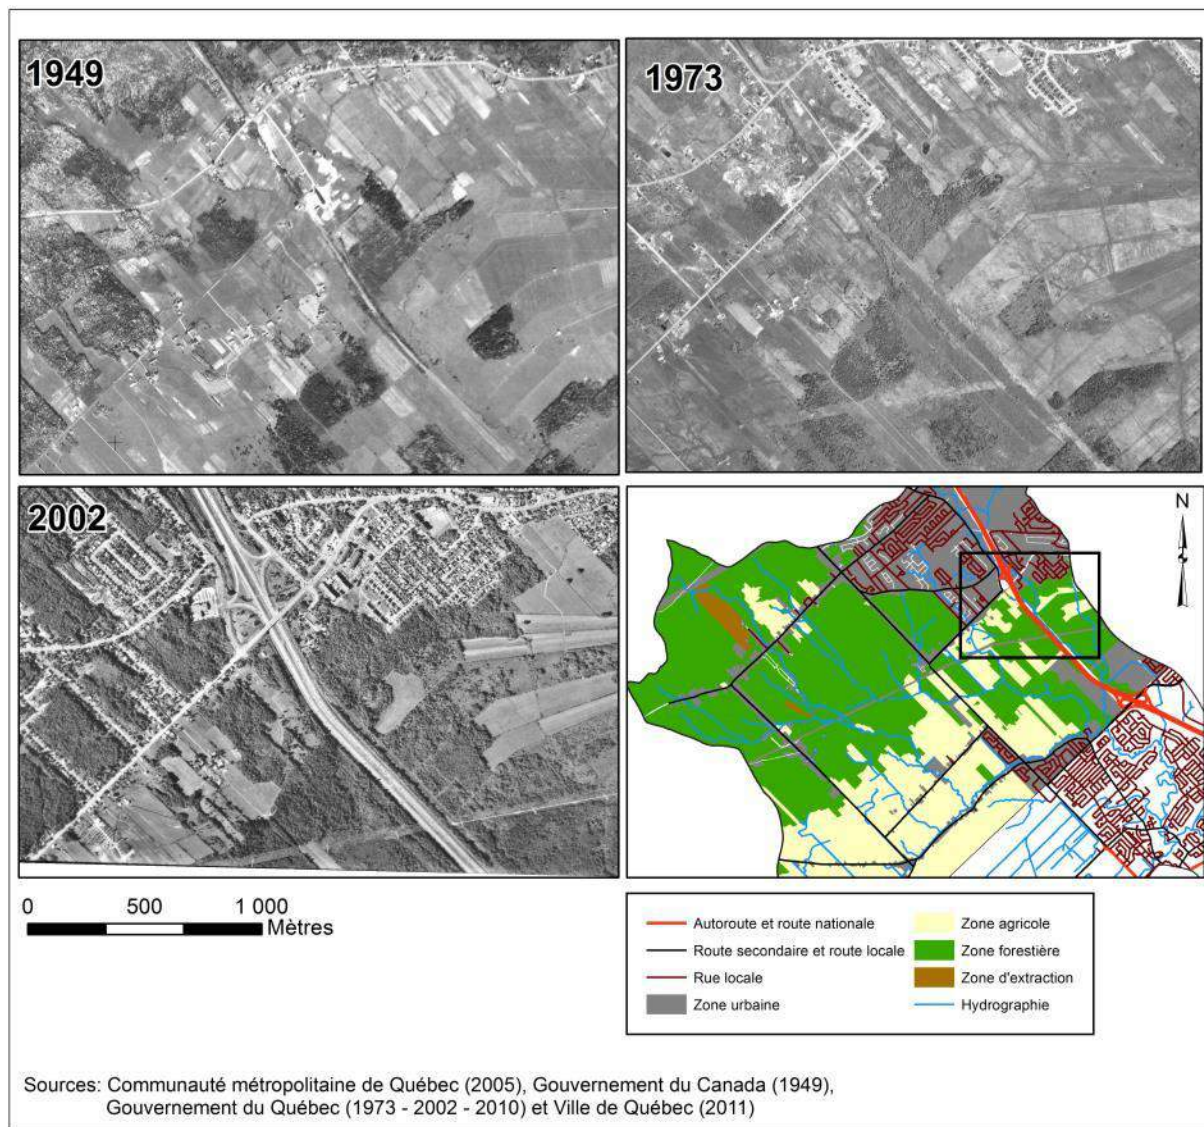 1949
1973
2002
N
0 500 1 000
Mètres
Autoroute et route nationale
Route secondaire et route locale
Rue locale
Zone urbaine
Zone agricole
Zone forestière
Zone d'extraction
Hydrographie
Sources: Communauté métropolitaine de Québec (2005), Gouvernement du Canada (1949),
Gouvernement du Québec (1973 - 2002 - 2010) et Ville de Québec (2011)